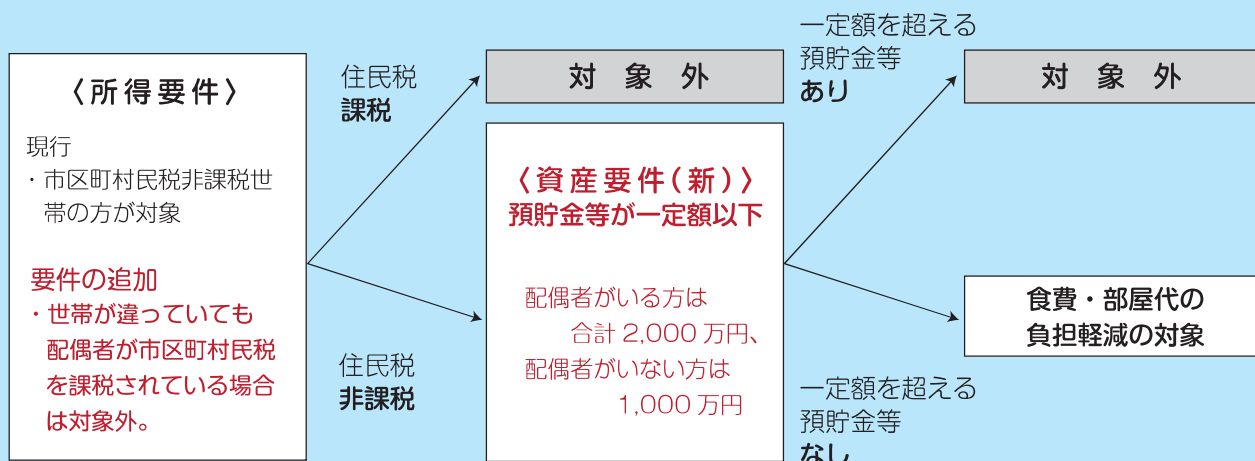 〈所得要件〉
現行
・市区町村民税非課税世
帯の方が対象
要件の追加
・世帯が違っていても
配偶者が市区町村民税
を課税されている場合
は対象外。
住民税
課税
対象外
住民税
非課税
〈資産要件(新)〉
預貯金等が一定額以下
配偶者がいる方は
合計 2,000 万円、
配偶者がいない方は
1,000 万円
一定額を超える
預貯金等
あり
対象外
食費・部屋代の
負担軽減の対象
一定額を超える
預貯金等
なし